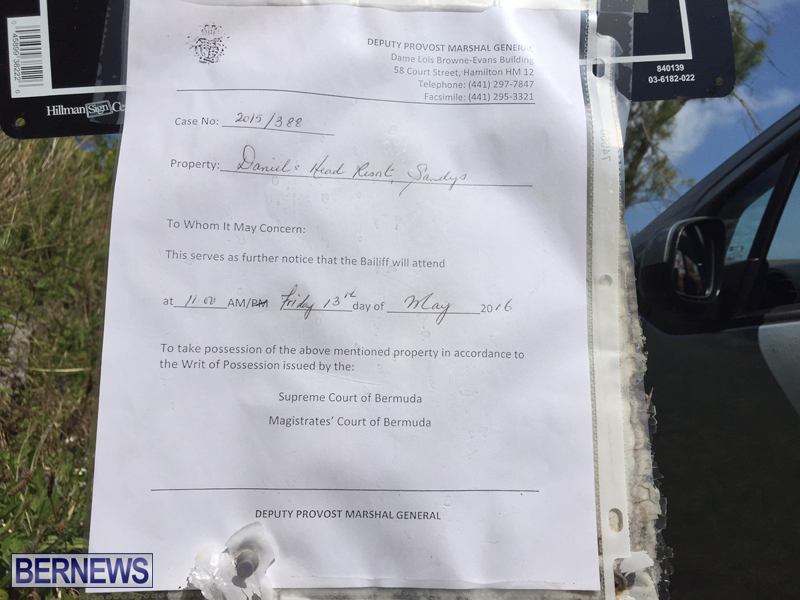 DEPUTY PROVOST MARSHAL GENERAL
Dame Lois Browne-Evans Building
58 Court Street, Hamilton HM 12
Telephone: (441) 297-7847
Facsimile: (441) 295-3321
840139
03-6182-022
Hillman Sign Ce
Case No: 2015/388
Property: Daniel's Head Resort, Sandys
To Whom It May Concern:
This serves as further notice that the Bailiff will attend
at 11.00 AM/PM Friday 13th day of May 2016
To take possession of the above mentioned property in accordance to
the Writ of Possession issued by the:
Supreme Court of Bermuda
Magistrates' Court of Bermuda
DEPUTY PROVOST MARSHAL GENERAL
BERNEWS